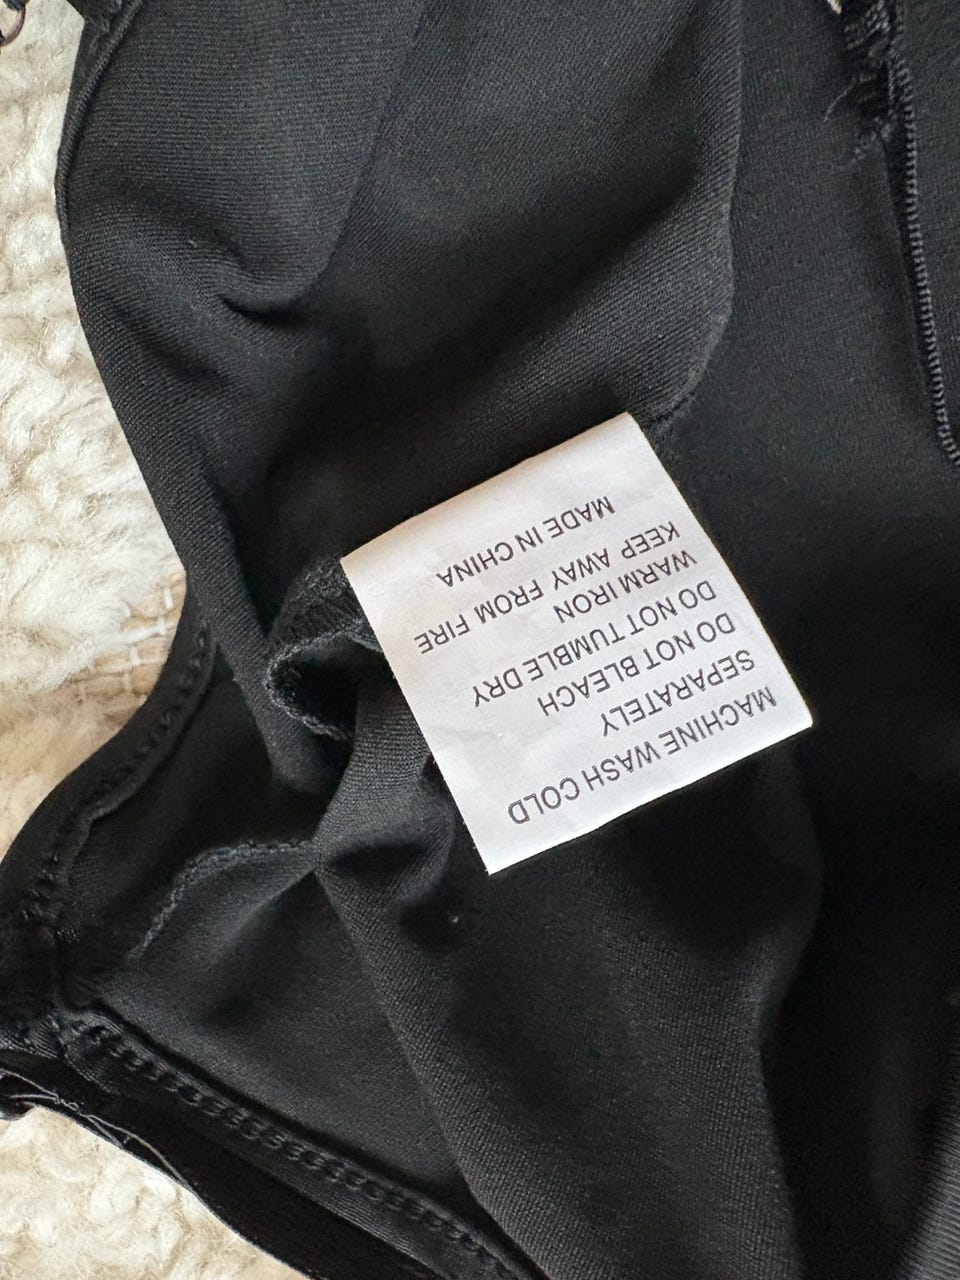 MACHINE WASH COLD
SEPARATELY
DO NOT BLEACH
DO NOT TUMBLE DRY
WARM IRON
KEEP AWAY FROM FIRE
MADE IN CHINA